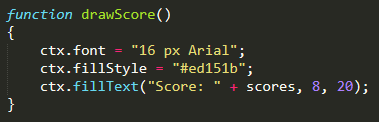 function drawScore()
{
    ctx.font = "16 px Arial";
    ctx.fillStyle = "#ed151b";
    ctx.fillText("Score: " + scores, 8, 20);
}